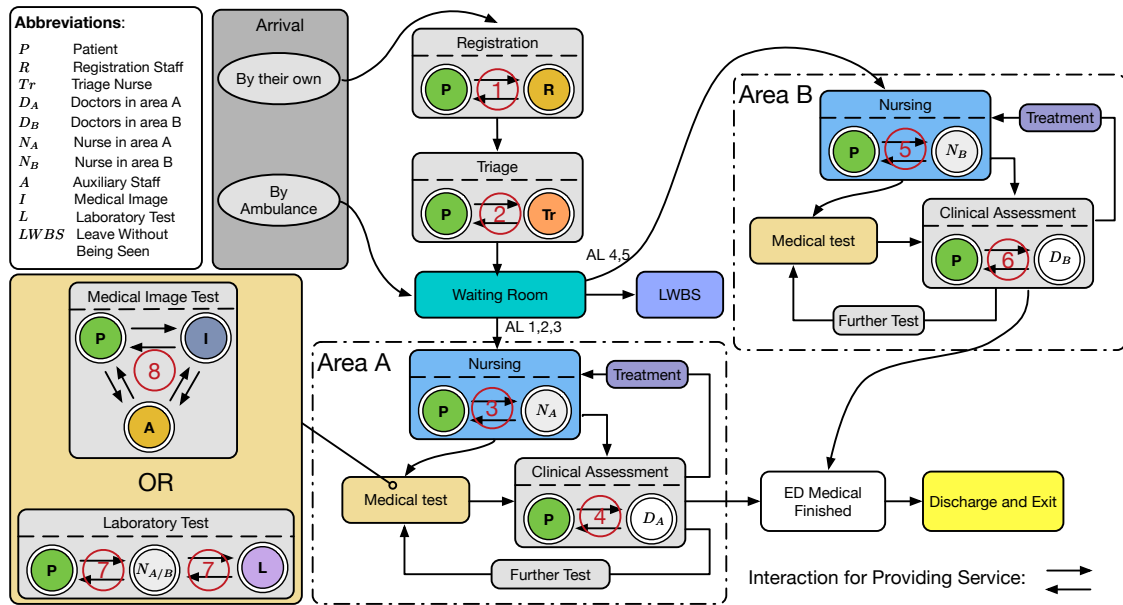 Abbreviations:
P Patient
R Registration Staff
Tr Triage Nurse
D_A Doctors in area A
D_B Doctors in area B
N_A Nurse in area A
N_B Nurse in area B
A Auxiliary Staff
I Medical Image
L Laboratory Test
LWBS Leave Without
Being Seen
Arrival
By their own
By
Ambulance
Registration
P 1 R
Triage
P 2 Tr
Waiting Room
LWBS
AL 4,5
AL 1,2,3
Area B
Nursing
P 5 N_B
Treatment
Medical test
Clinical Assessment
P 6 D_B
Further Test
Medical Image Test
P I
8
A
OR
Laboratory Test
P 7 N_{A/B} 7 L
Area A
Nursing
P 3 N_A
Treatment
Medical test
Clinical Assessment
P 4 D_A
Further Test
ED Medical
Finished
Discharge and Exit
Interaction for Providing Service: